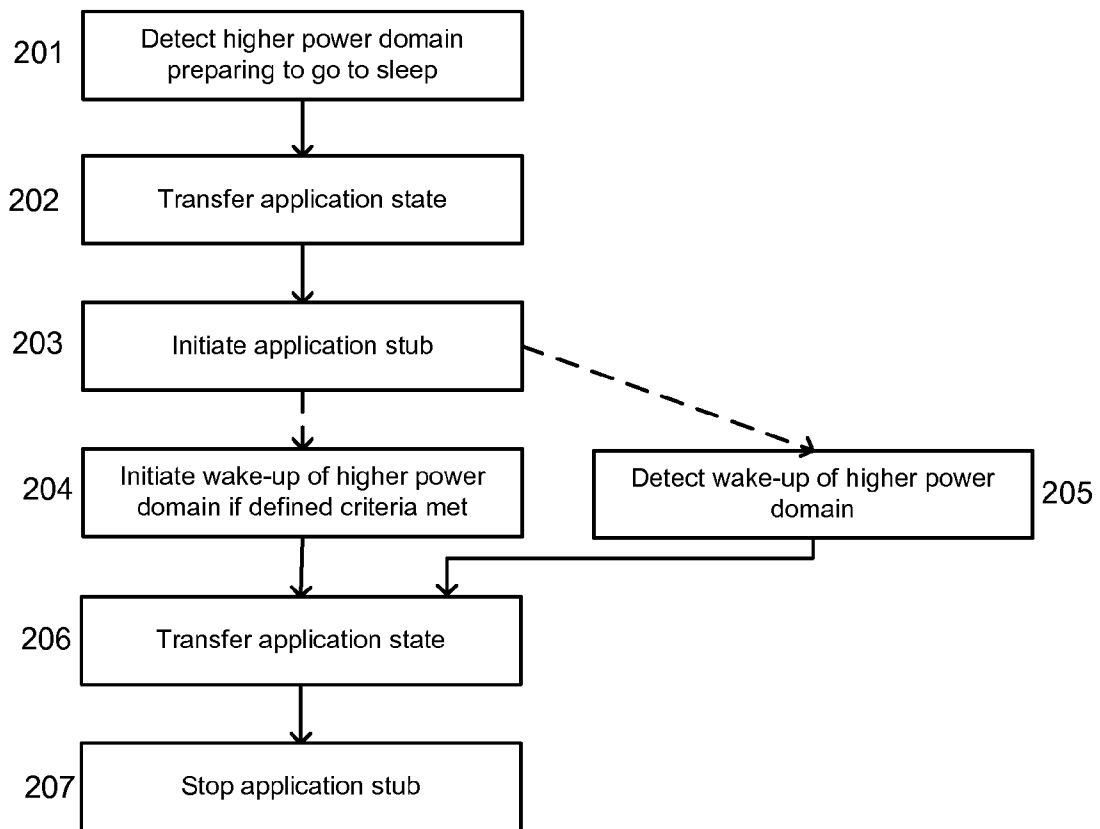 201
Detect higher power domain
preparing to go to sleep
202
Transfer application state
203
Initiate application stub
204
Initiate wake-up of higher power
domain if defined criteria met
Detect wake-up of higher power
domain
205
206
Transfer application state
207
Stop application stub